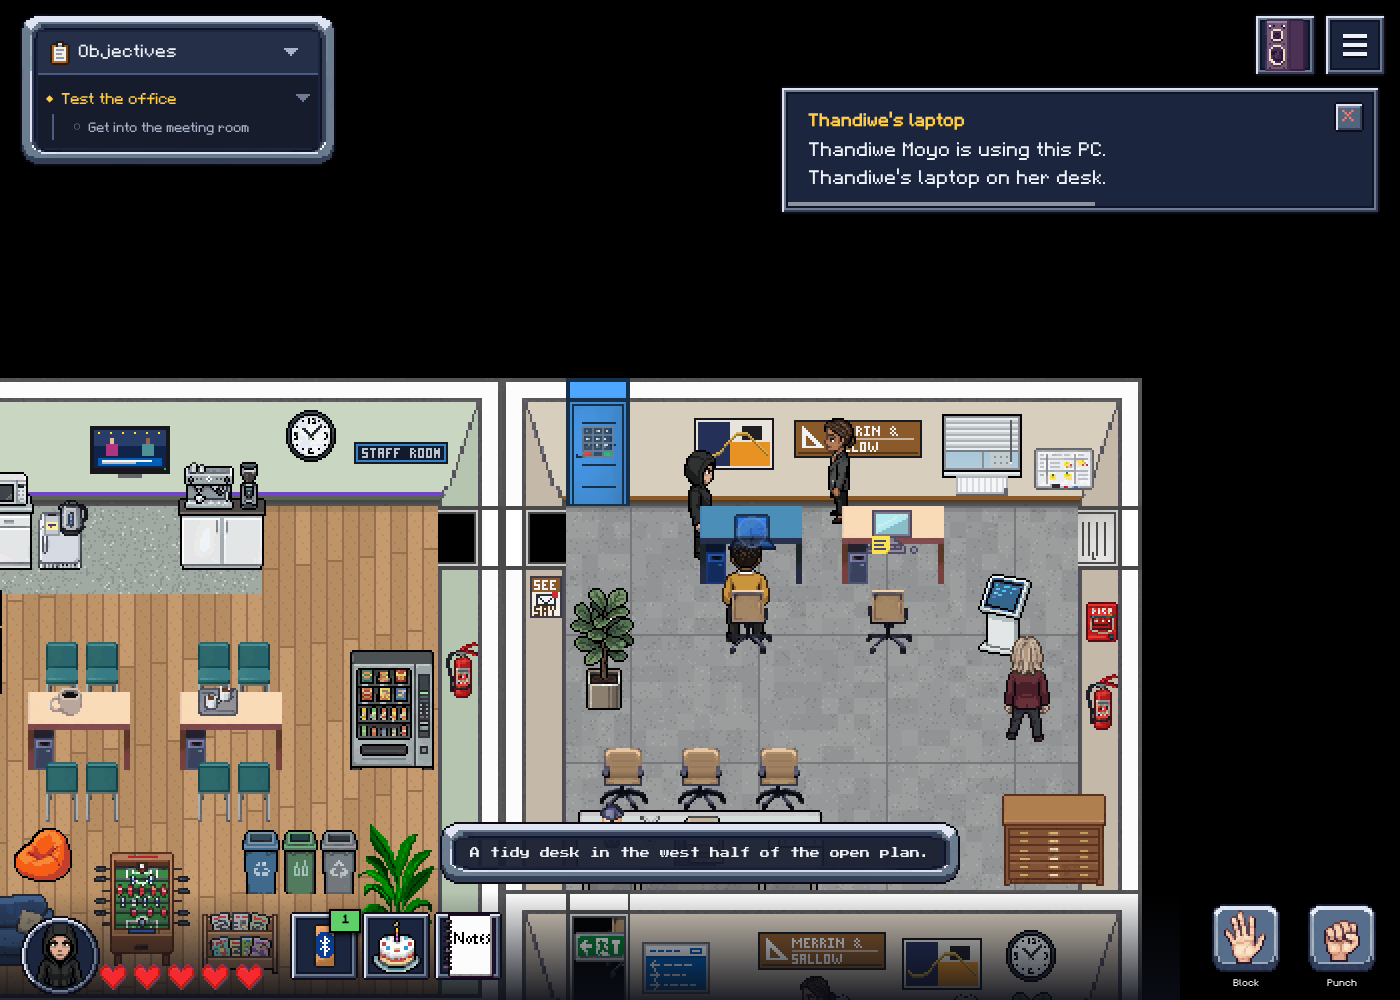 Objectives
Test the office
Get into the meeting room
Thandiwe's laptop
Thandiwe Moyo is using this PC.
Thandiwe's laptop on her desk.
STAFF ROOM
SEE
SAY
A tidy desk in the west half of the open plan.
1
Notes
MERRIN &
SALLOW
Block
Punch